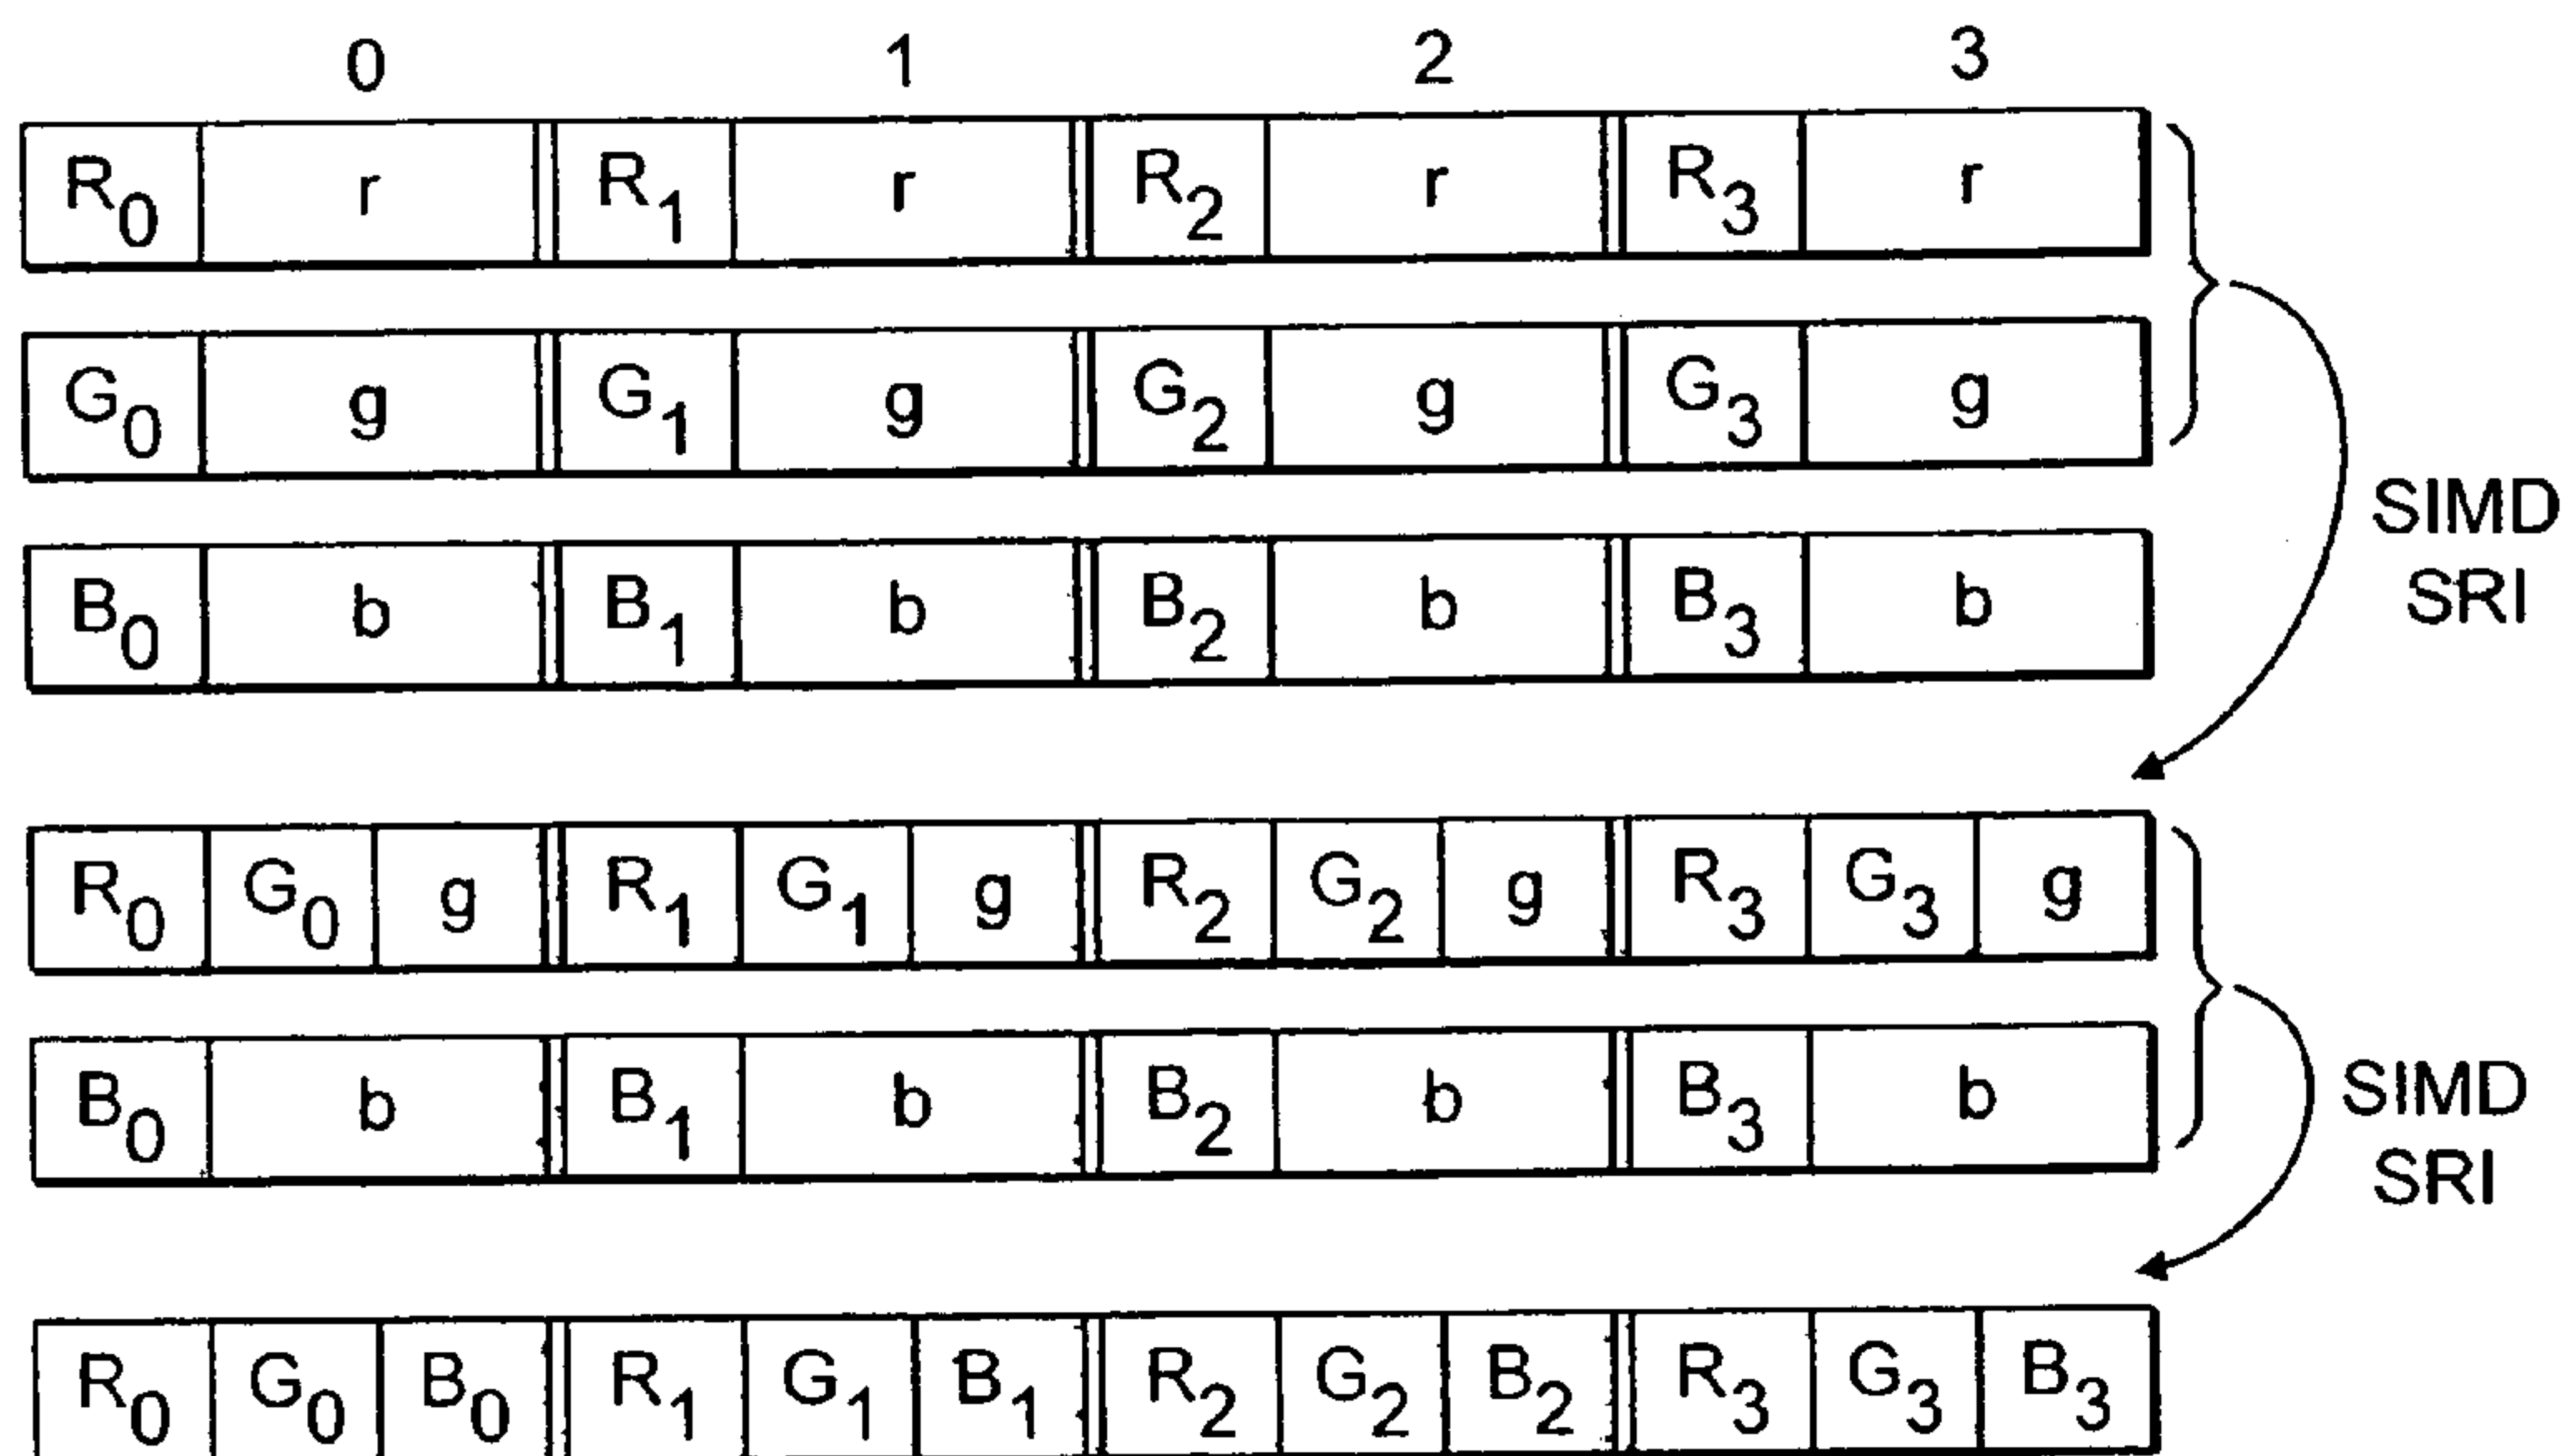 0 1 2 3
R0 r R1 r R2 r R3 r
G0 g G1 g G2 g G3 g
B0 b B1 b B2 b B3 b
SIMD
SRI
R0 G0 g R1 G1 g R2 G2 g R3 G3 g
B0 b B1 b B2 b B3 b
SIMD
SRI
R0 G0 B0 R1 G1 B1 R2 G2 B2 R3 G3 B3